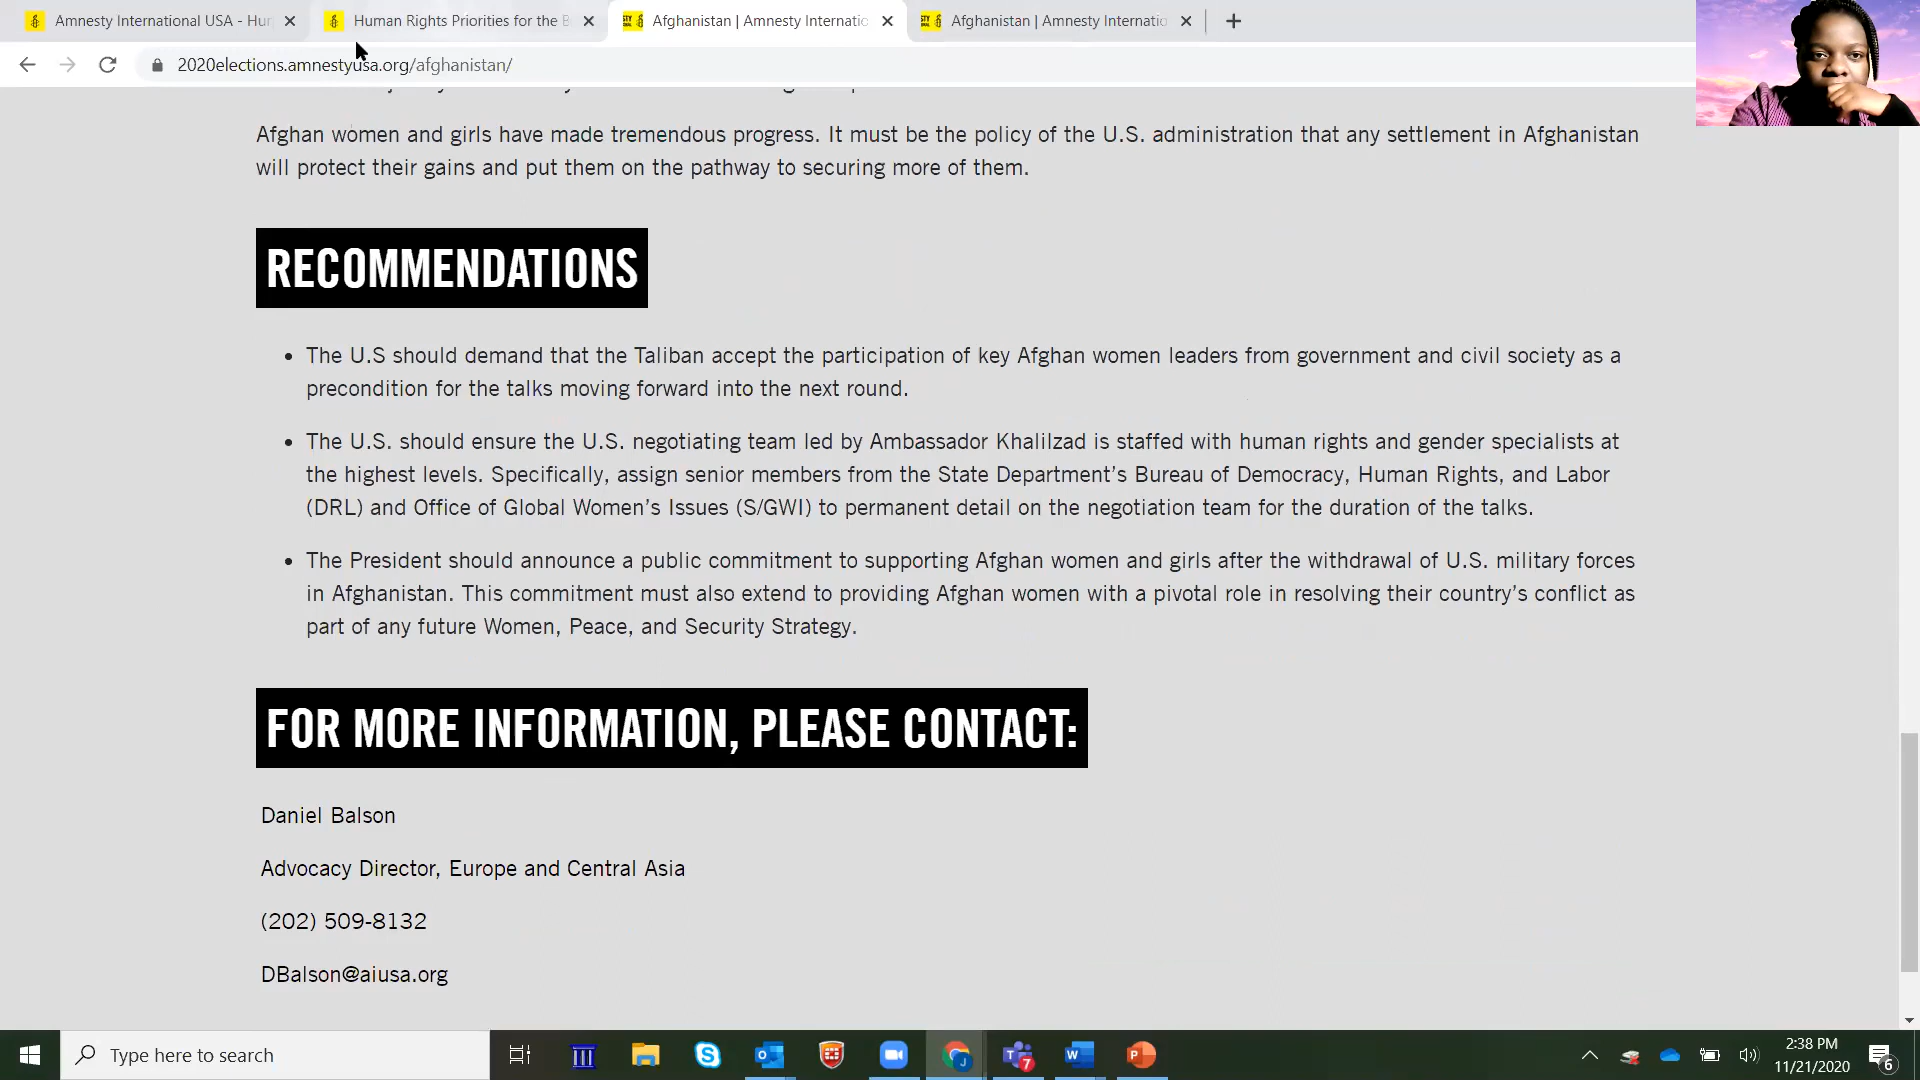 Amnesty International USA - Hu
Human Rights Priorities for the B
Afghanistan | Amnesty Internatio
Afghanistan | Amnesty Internatio
2020elections.amnestyusa.org/afghanistan/
Afghan women and girls have made tremendous progress. It must be the policy of the U.S. administration that any settlement in Afghanistan
will protect their gains and put them on the pathway to securing more of them.
RECOMMENDATIONS
• The U.S should demand that the Taliban accept the participation of key Afghan women leaders from government and civil society as a
precondition for the talks moving forward into the next round.
• The U.S. should ensure the U.S. negotiating team led by Ambassador Khalilzad is staffed with human rights and gender specialists at
the highest levels. Specifically, assign senior members from the State Department’s Bureau of Democracy, Human Rights, and Labor
(DRL) and Office of Global Women’s Issues (S/GWI) to permanent detail on the negotiation team for the duration of the talks.
• The President should announce a public commitment to supporting Afghan women and girls after the withdrawal of U.S. military forces
in Afghanistan. This commitment must also extend to providing Afghan women with a pivotal role in resolving their country’s conflict as
part of any future Women, Peace, and Security Strategy.
FOR MORE INFORMATION, PLEASE CONTACT:
Daniel Balson
Advocacy Director, Europe and Central Asia
(202) 509-8132
DBalson@aiusa.org
Type here to search
7
2:38 PM
11/21/2020
6